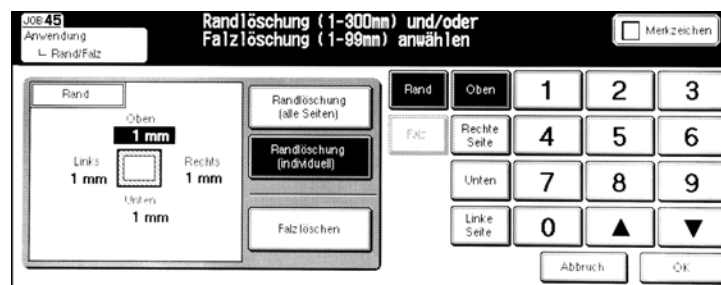 JOB 45
Anwendung
└ Rand/Falz
Randlöschung (1-300mm) und/oder
Falzlöschung (1-99mm) anwählen
Merkzeichen
Rand
Oben
1 mm
Links
1 mm
Rechts
1 mm
Unten
1 mm
Randlöschung
(alle Seiten)
Randlöschung
(individuell)
Falzlöschen
Rand
Oben
1
2
3
Falz
Rechte
Seite
4
5
6
Unten
7
8
9
Linke
Seite
0
▲
▼
Abbruch
OK